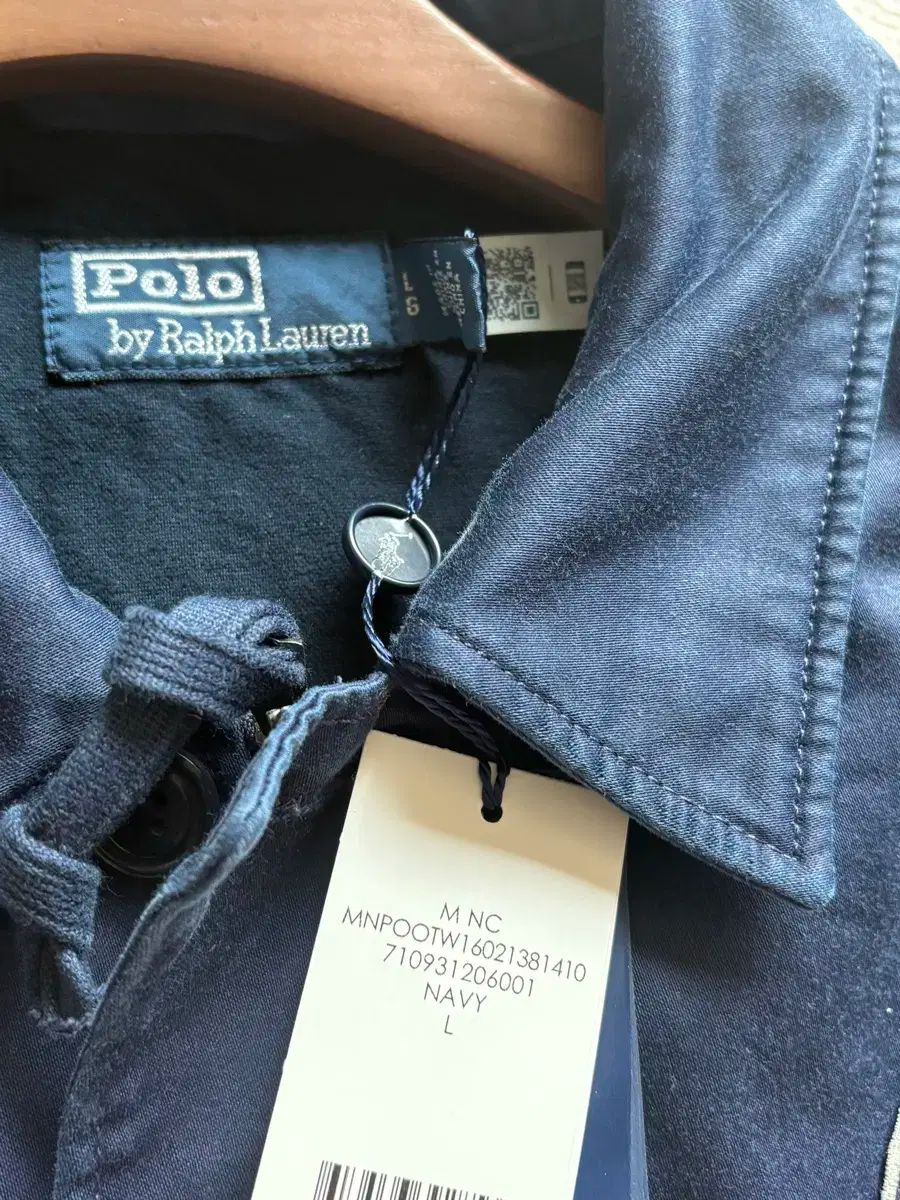 Polo
by Ralph Lauren
L
M NC
MNPOOTW16021381410
710931206001
NAVY
L